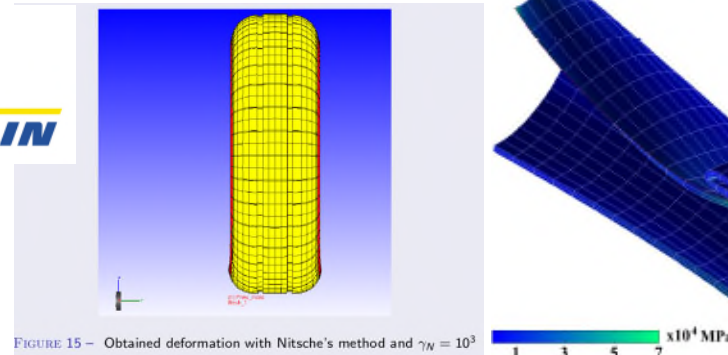 IN
FIGURE 15 – Obtained deformation with Nitsche's method and γN = 10³
x10⁴ MPa
1 3 5 7